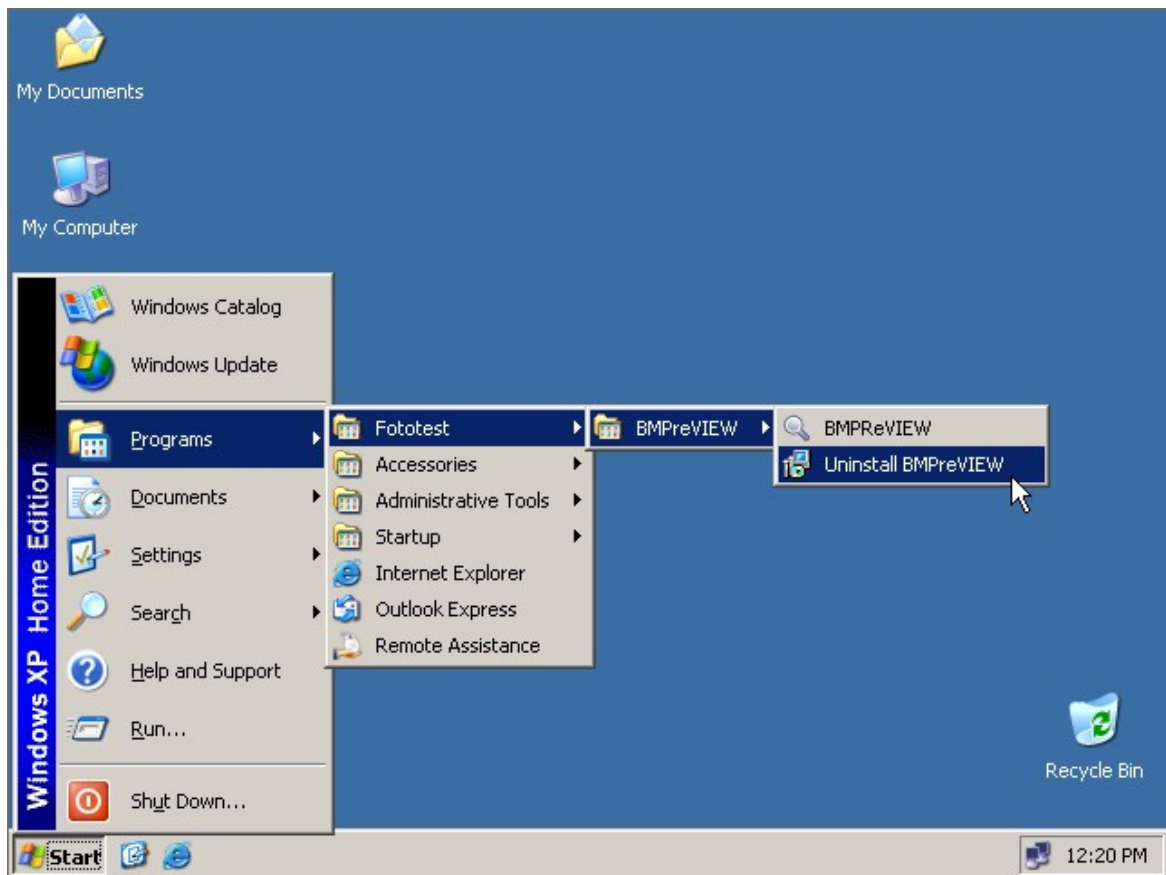 My Documents
My Computer
Windows XP Home Edition
Windows Catalog
Windows Update
Programs
Documents
Settings
Search
Help and Support
Run...
Shut Down...
Fototest
Accessories
Administrative Tools
Startup
Internet Explorer
Outlook Express
Remote Assistance
BMPreVIEW
BMPReVIEW
Uninstall BMPreVIEW
Recycle Bin
Start
12:20 PM